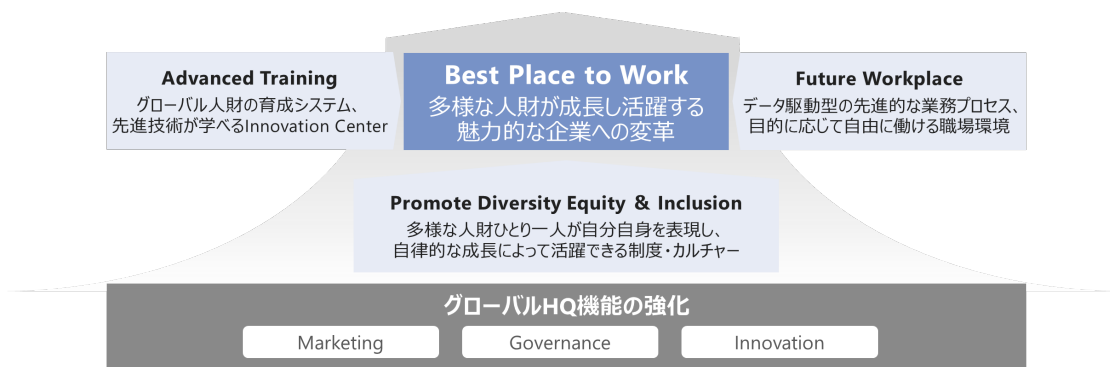 Advanced Training
グローバル人財の育成システム、
先進技術が学べるInnovation Center
Best Place to Work
多様な人財が成長し活躍する
魅力的な企業への変革
Future Workplace
データ駆動型の先進的な業務プロセス、
目的に応じて自由に働ける職場環境
Promote Diversity Equity & Inclusion
多様な人財ひとり一人が自分自身を表現し、
自律的な成長によって活躍できる制度・カルチャー
グローバルHQ機能の強化
Marketing
Governance
Innovation